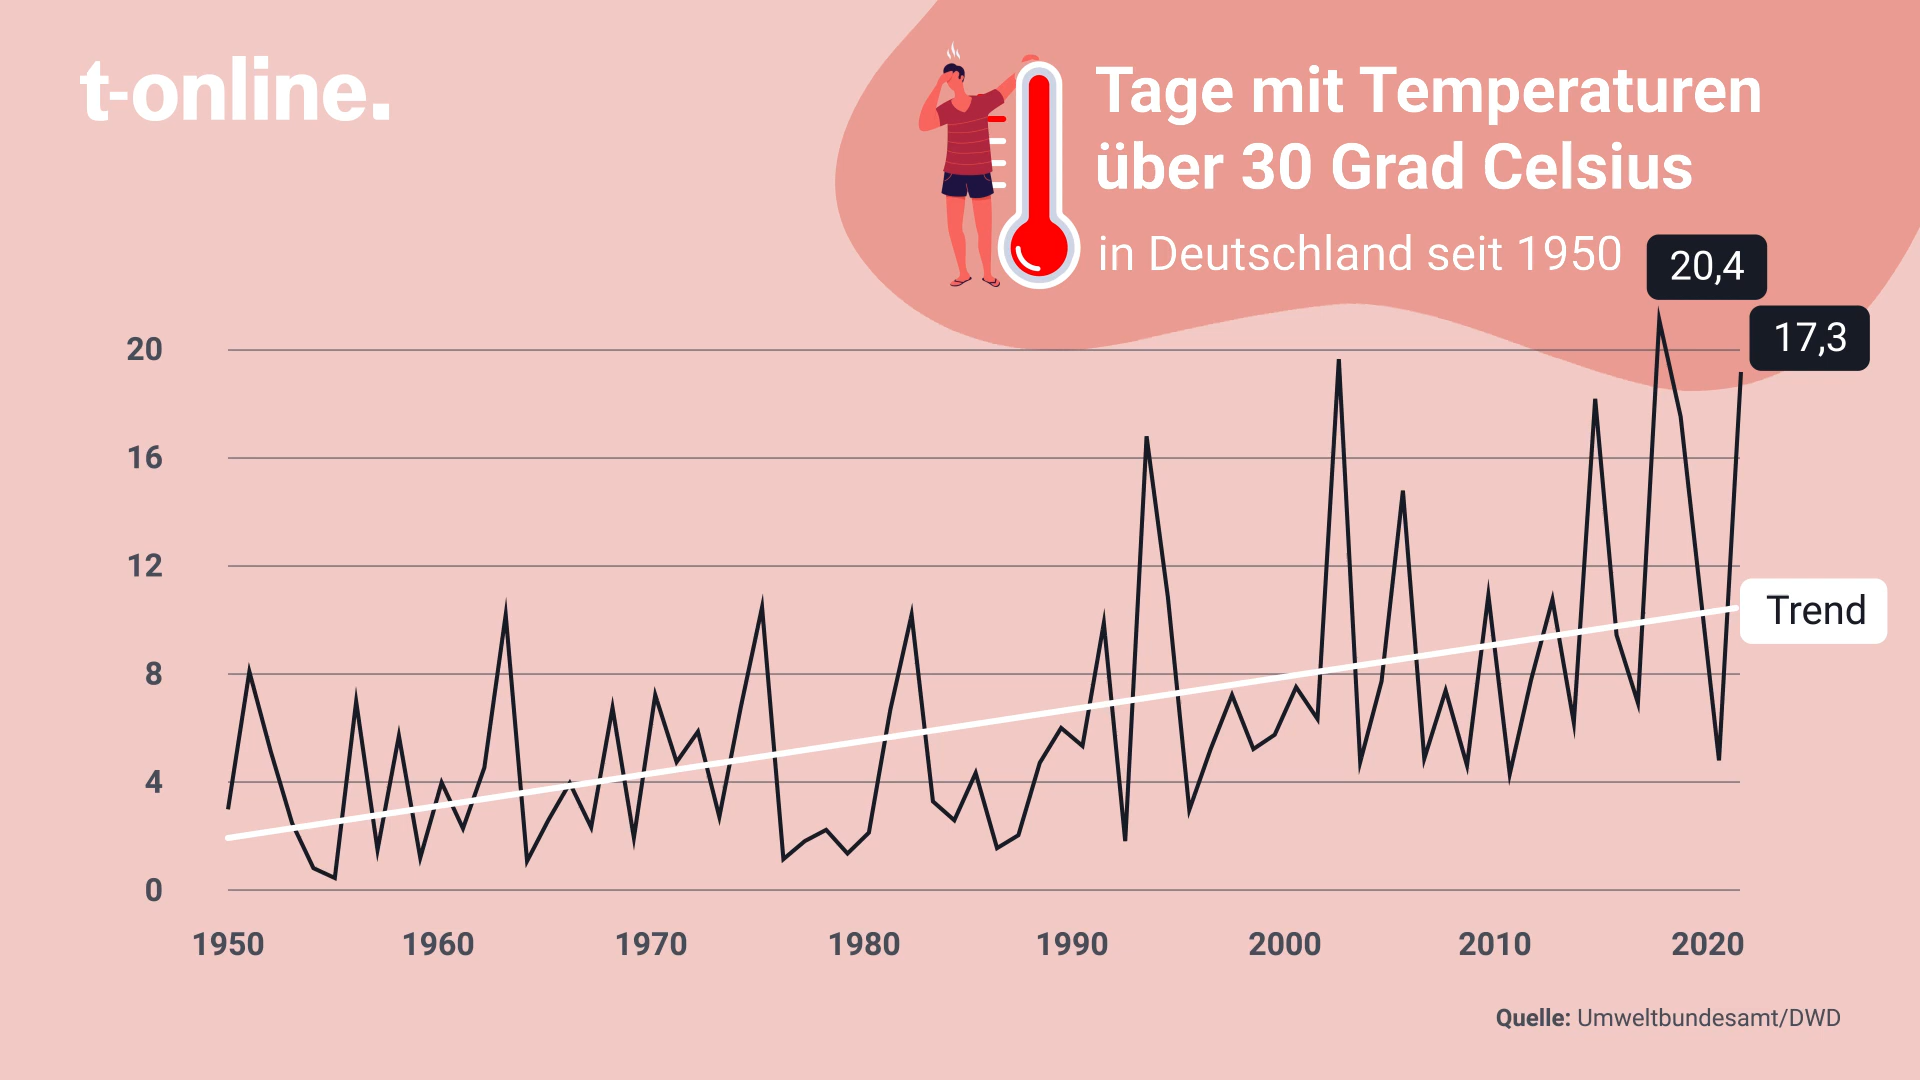 t-online.
Tage mit Temperaturen
über 30 Grad Celsius
in Deutschland seit 1950
20,4
17,3
20
16
12
Trend
8
4
0
1950 1960 1970 1980 1990 2000 2010 2020
Quelle: Umweltbundesamt/DWD